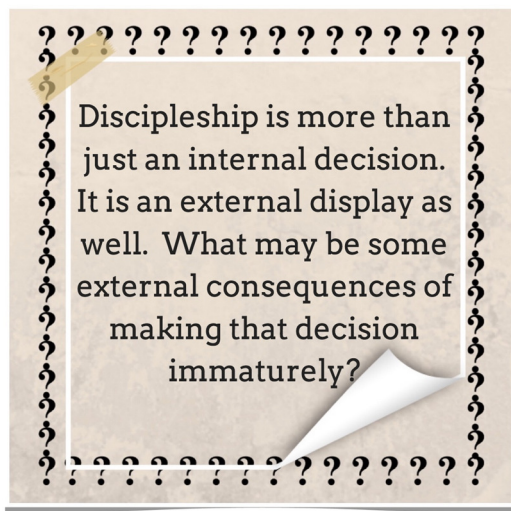 Discipleship is more than
just an internal decision.
It is an external display as
well.  What may be some
external consequences of
making that decision
immaturely?